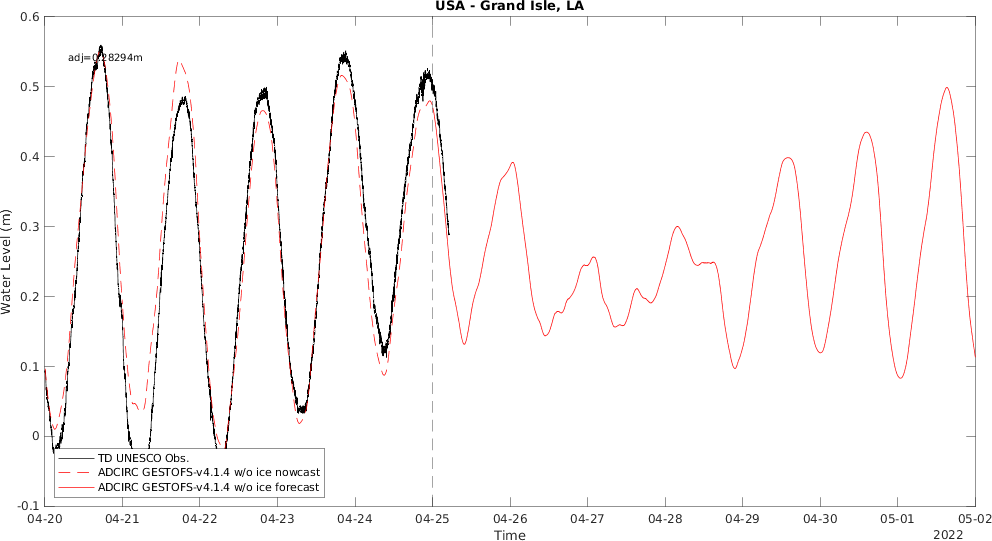 USA - Grand Isle, LA
0.6
adj=0.28294m
0.5
0.4
0.3
0.2
0.1
0
-0.1
Water Level (m)
TD UNESCO Obs.
ADCIRC GESTOFS-v4.1.4 w/o ice nowcast
ADCIRC GESTOFS-v4.1.4 w/o ice forecast
04-20 04-21 04-22 04-23 04-24 04-25 04-26 04-27 04-28 04-29 04-30 05-01 05-02
Time
2022